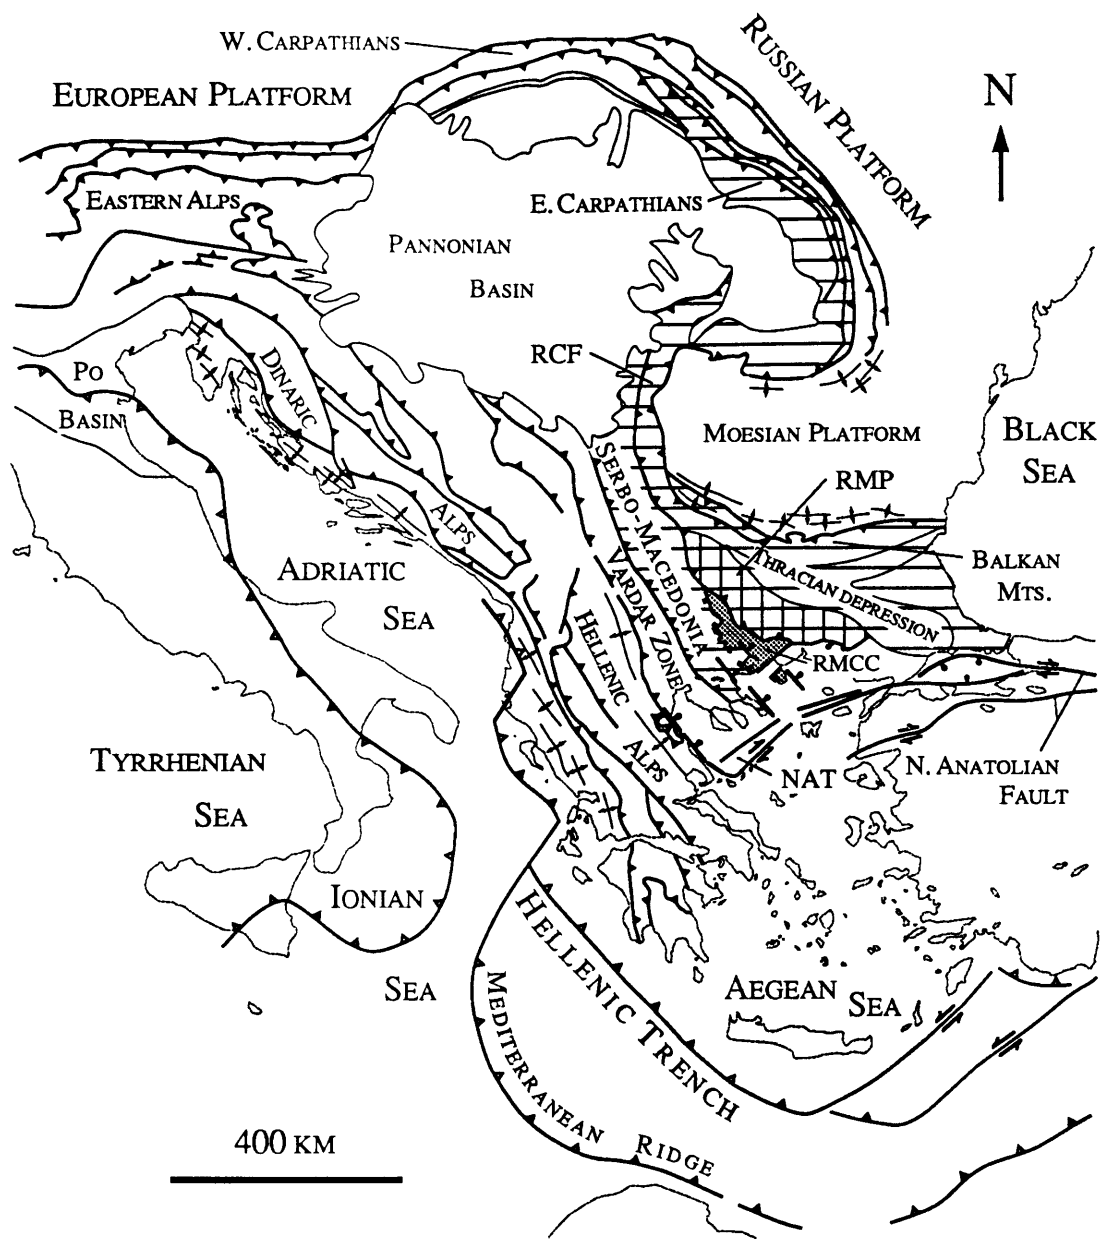 W. CARPATHIANS
EUROPEAN PLATFORM
RUSSIAN PLATFORM
N
EASTERN ALPS
E. CARPATHIANS
PANNONIAN
BASIN
RCF
PO
BASIN
DINARIC
ALPS
MOESIAN PLATFORM
BLACK
SEA
RMP
SERBO-MACEDONIA
VARDAR ZONE
BALKAN
MTS.
THRACIAN DEPRESSION
ADRIATIC
SEA
HELLENIC
ALPS
RMCC
TYRRHENIAN
SEA
NAT
N. ANATOLIAN
FAULT
IONIAN
SEA
HELLENIC TRENCH
AEGEAN
SEA
MEDITERRANEAN
RIDGE
400 KM